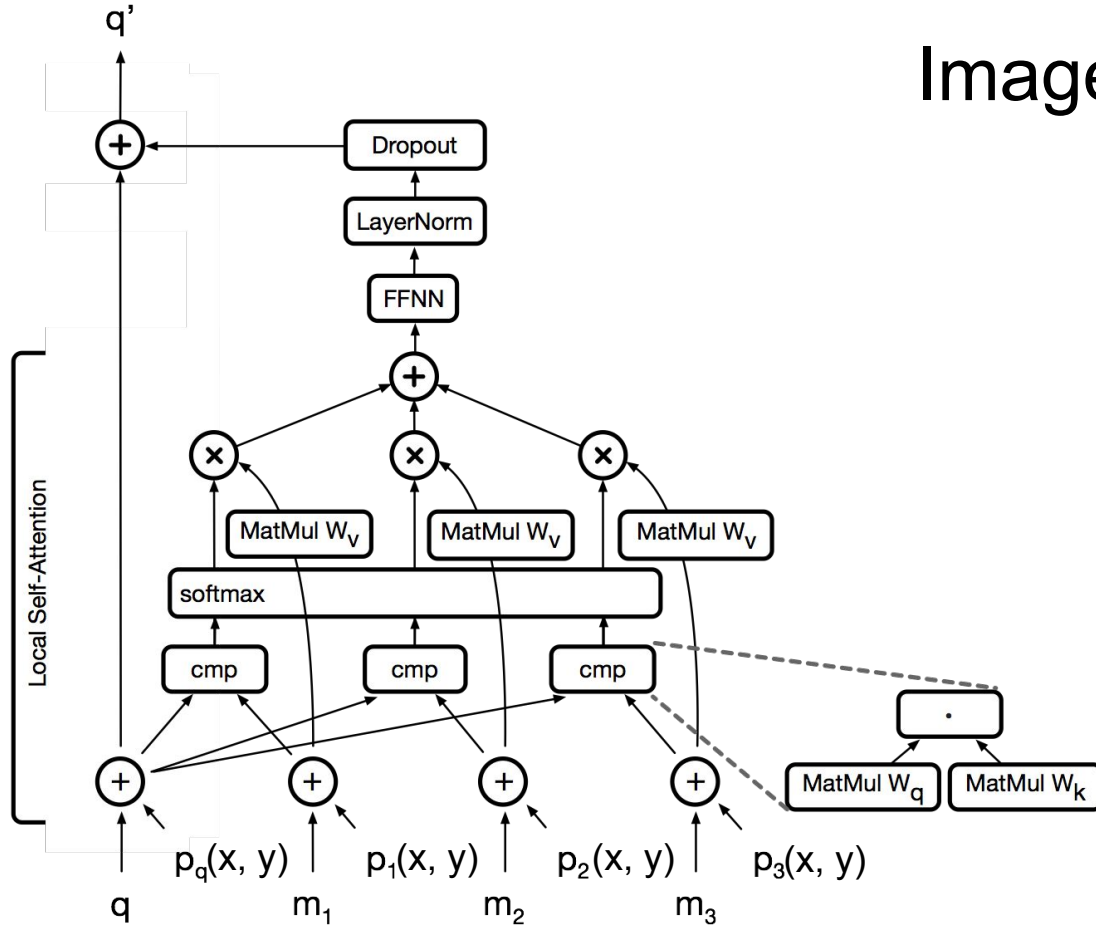 q’
Image
+
Dropout
LayerNorm
FFNN
+
× × ×
MatMul Wv MatMul Wv MatMul Wv
Local Self-Attention
softmax
cmp cmp cmp
·
+ + + +
MatMul Wq MatMul Wk
pq(x, y) p1(x, y) p2(x, y) p3(x, y)
q m1 m2 m3